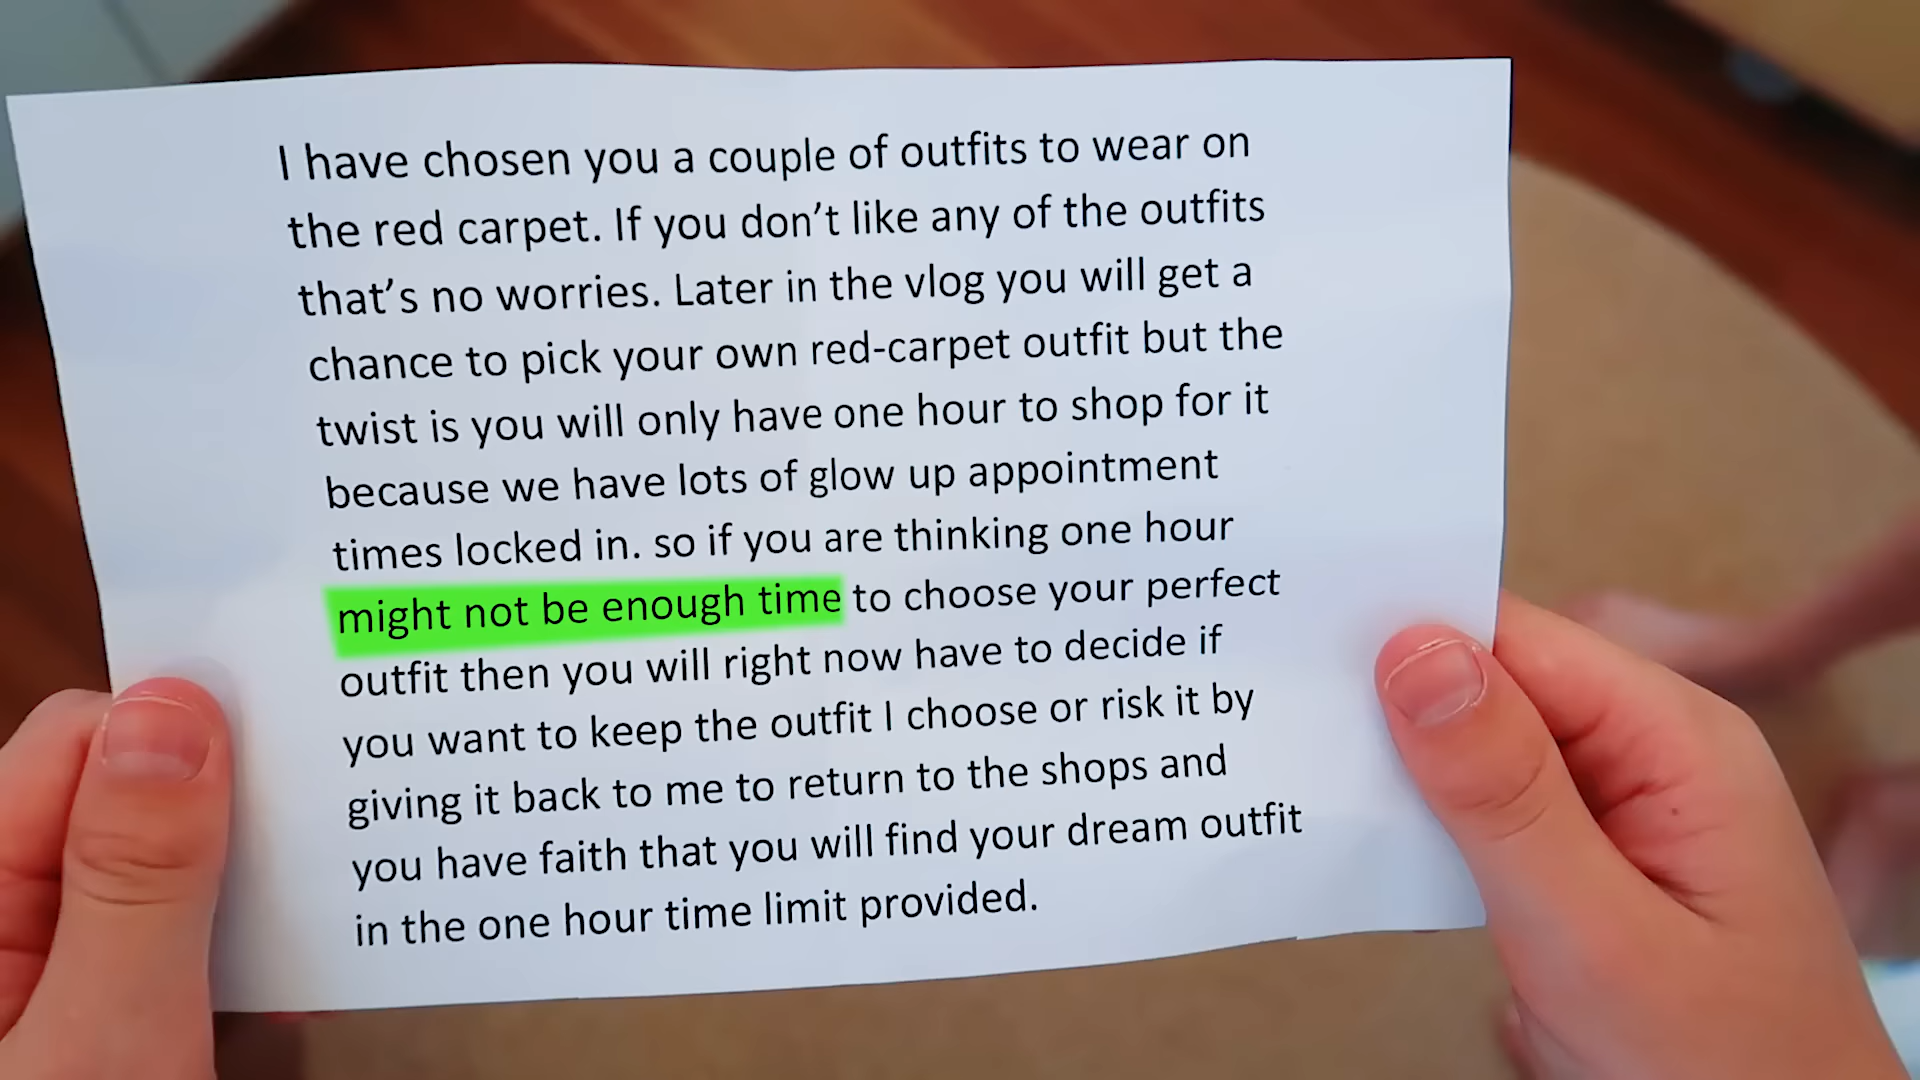 I have chosen you a couple of outfits to wear on
the red carpet. If you don’t like any of the outfits
that’s no worries. Later in the vlog you will get a
chance to pick your own red-carpet outfit but the
twist is you will only have one hour to shop for it
because we have lots of glow up appointment
times locked in. so if you are thinking one hour
might not be enough time to choose your perfect
outfit then you will right now have to decide if
you want to keep the outfit I choose or risk it by
giving it back to me to return to the shops and
you have faith that you will find your dream outfit
in the one hour time limit provided.